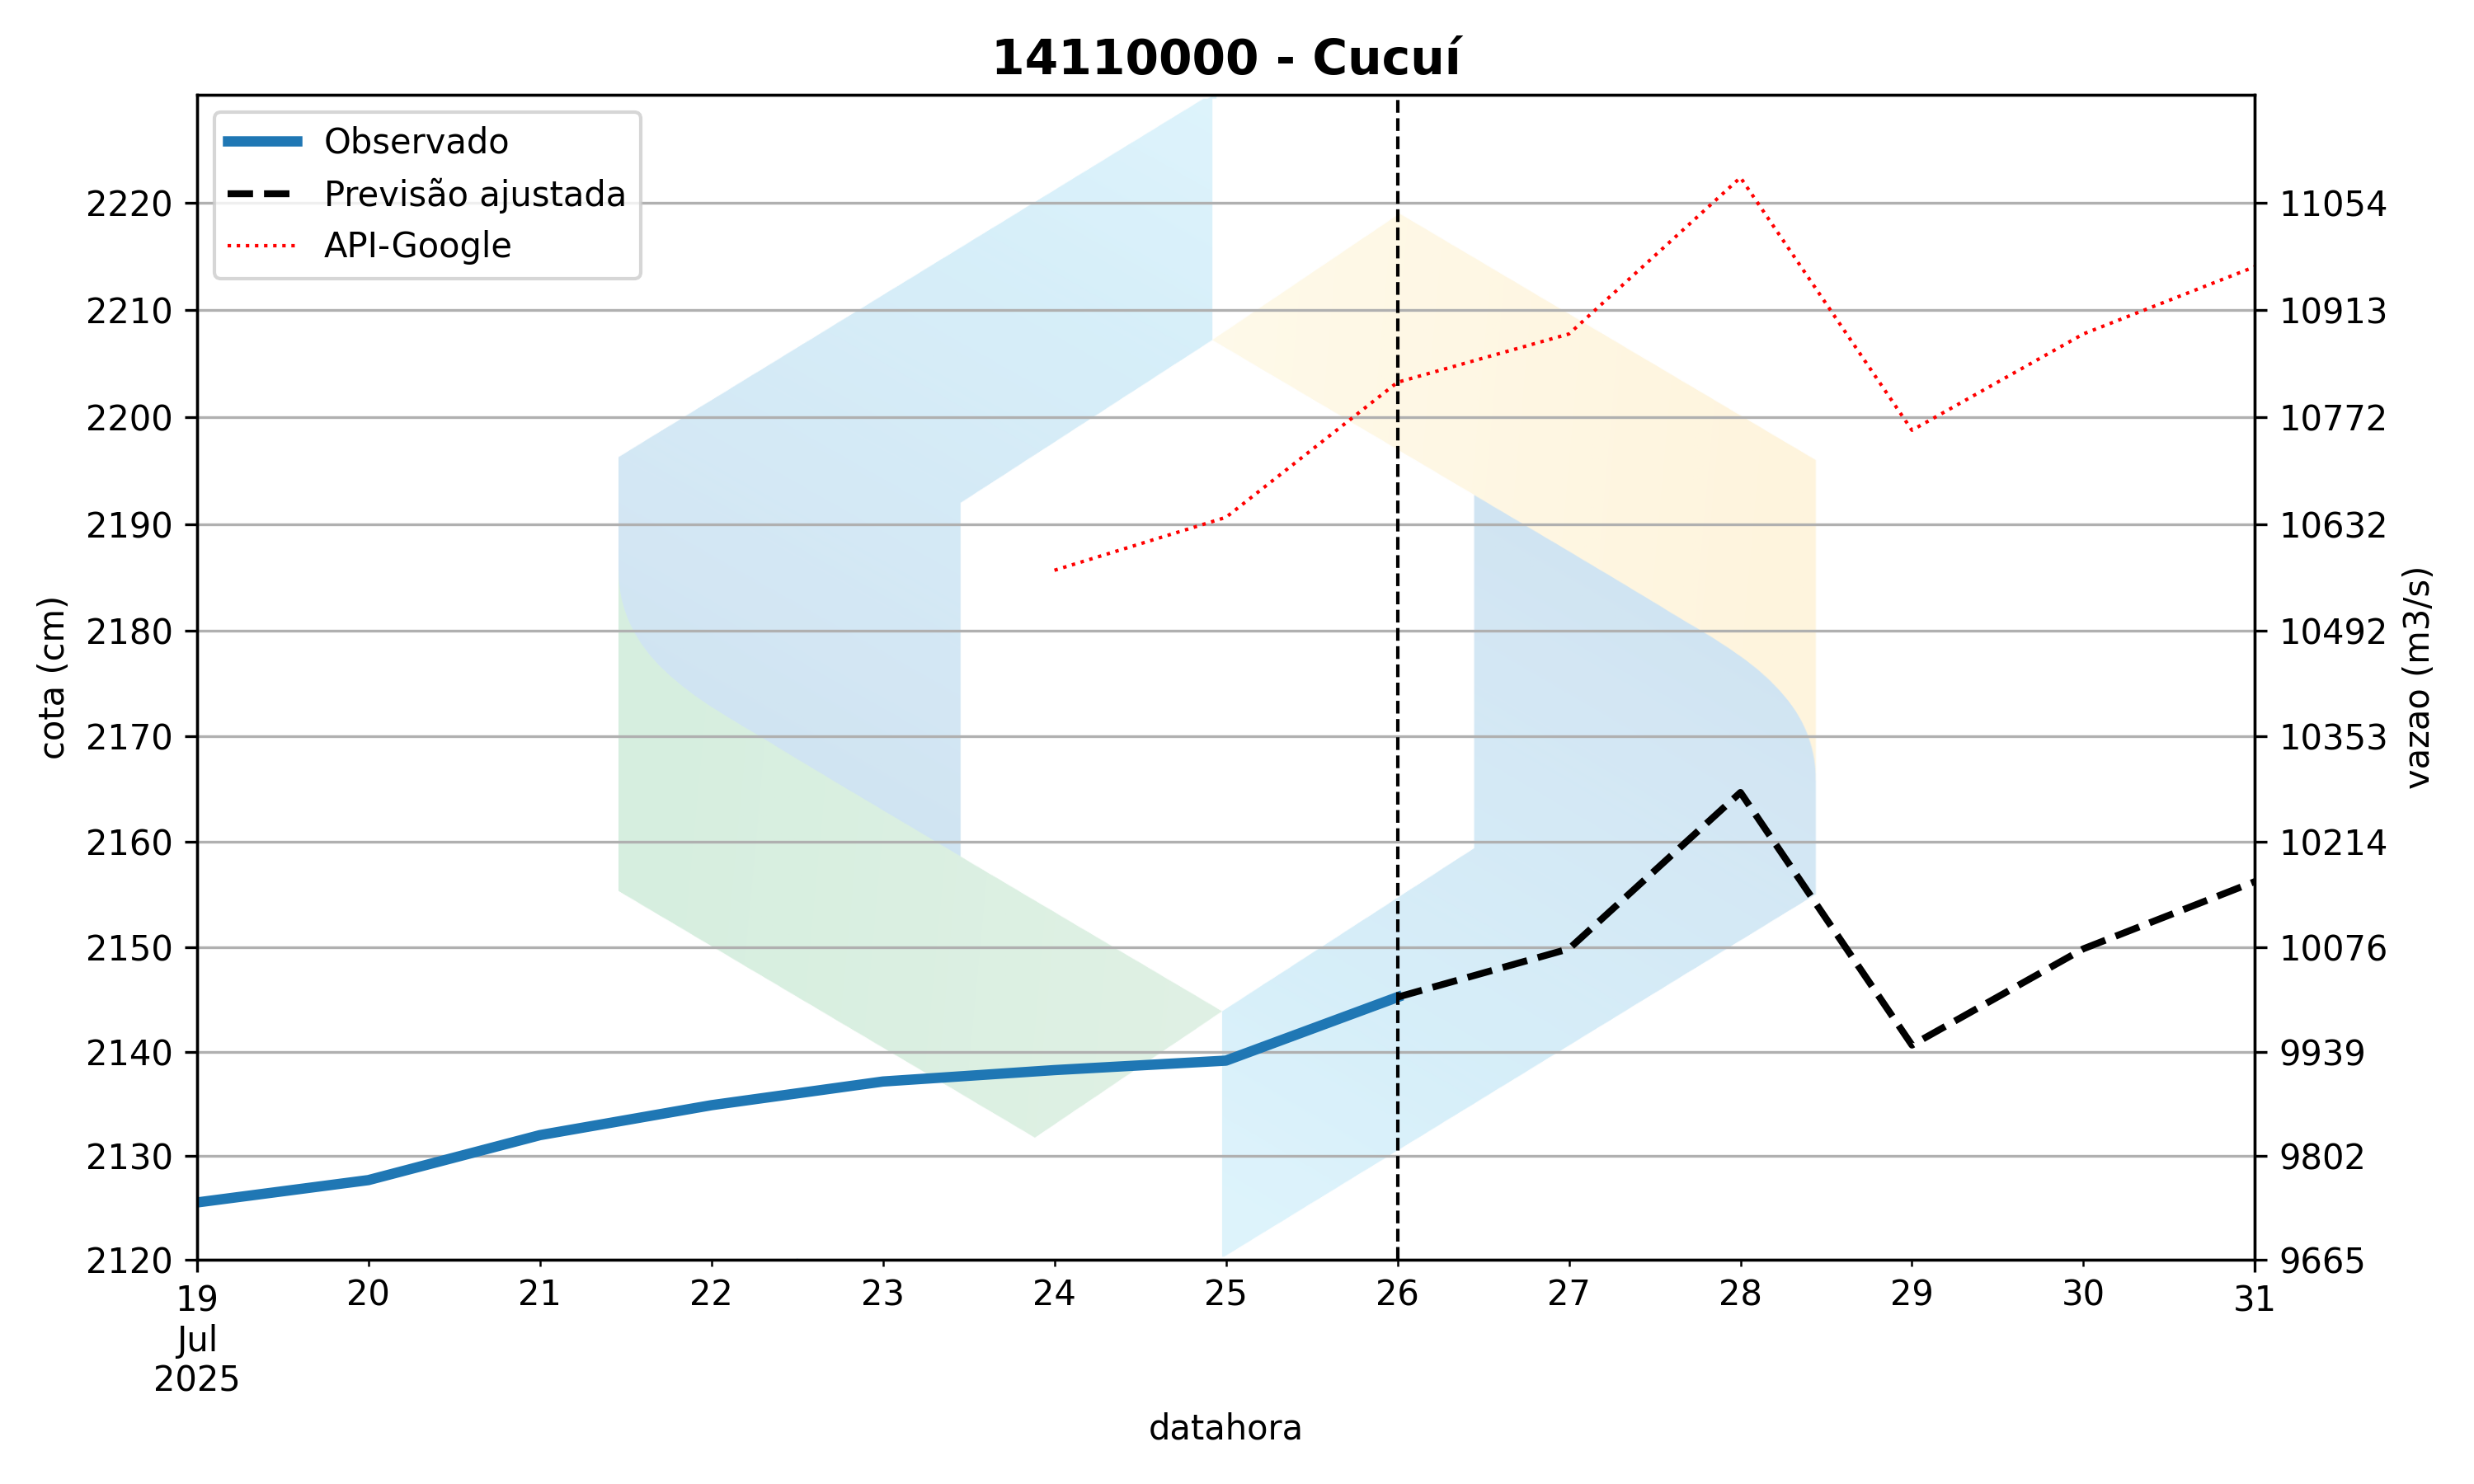 14110000 - Cucuí
Observado
Previsão ajustada
API-Google
2220
2210
2200
2190
2180
2170
2160
2150
2140
2130
2120
cota (cm)
11054
10913
10772
10632
10492
10353
10214
10076
9939
9802
9665
vazao (m3/s)
19 20 21 22 23 24 25 26 27 28 29 30 31
Jul
2025
datahora